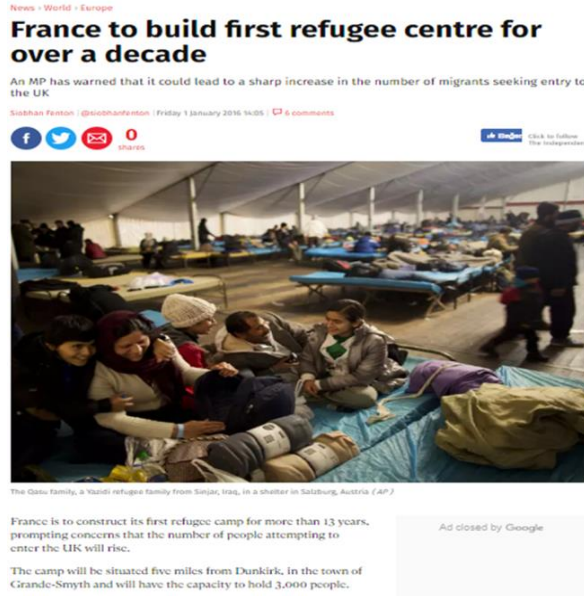 News › World › Europe
France to build first refugee centre for
over a decade
An MP has warned that it could lead to a sharp increase in the number of migrants seeking entry to
the UK
Siobhan Fenton | @siobhanfenton | Friday 1 January 2016 14:05 | 6 comments
0
shares
Beğen
Click to follow
The Independen
The Qasu family, a Yazidi refugee family from Sinjar, Iraq, in a shelter in Salzburg, Austria (AP)
France is to construct its first refugee camp for more than 13 years,
prompting concerns that the number of people attempting to
enter the UK will rise.
Ad closed by Google
The camp will be situated five miles from Dunkirk, in the town of
Grande-Smyth and will have the capacity to hold 3,000 people.